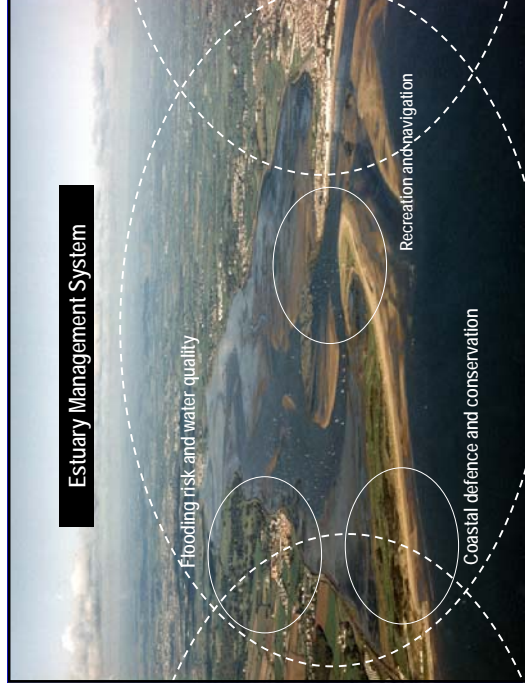 Estuary Management System
Flooding risk and water quality
Recreation and navigation
Coastal defence and conservation